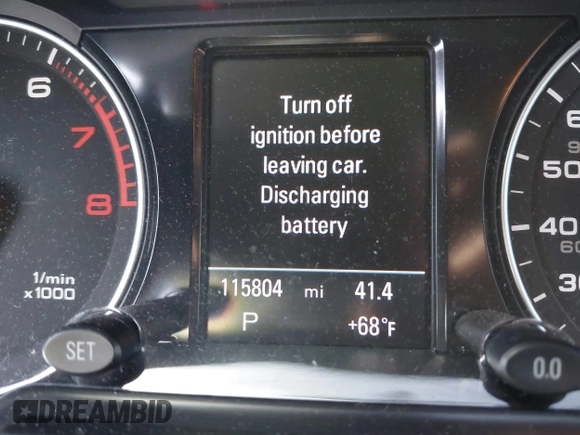 Turn off
ignition before
leaving car.
Discharging
battery
115804 mi 41.4
P +68°F
6
7
8
1/min
x1000
SET
0.0
50
40
60
30
DREAMBID